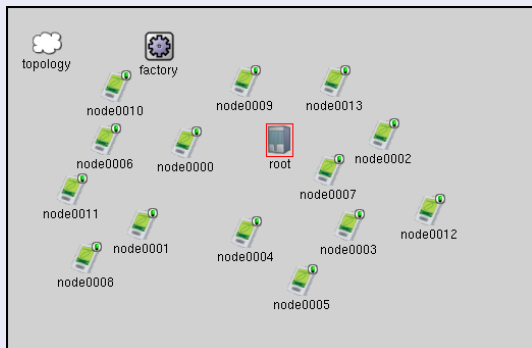 topology
factory
node0010
node0009
node0013
node0006
node0000
root
node0002
node0007
node0011
node0001
node0004
node0003
node0012
node0008
node0005